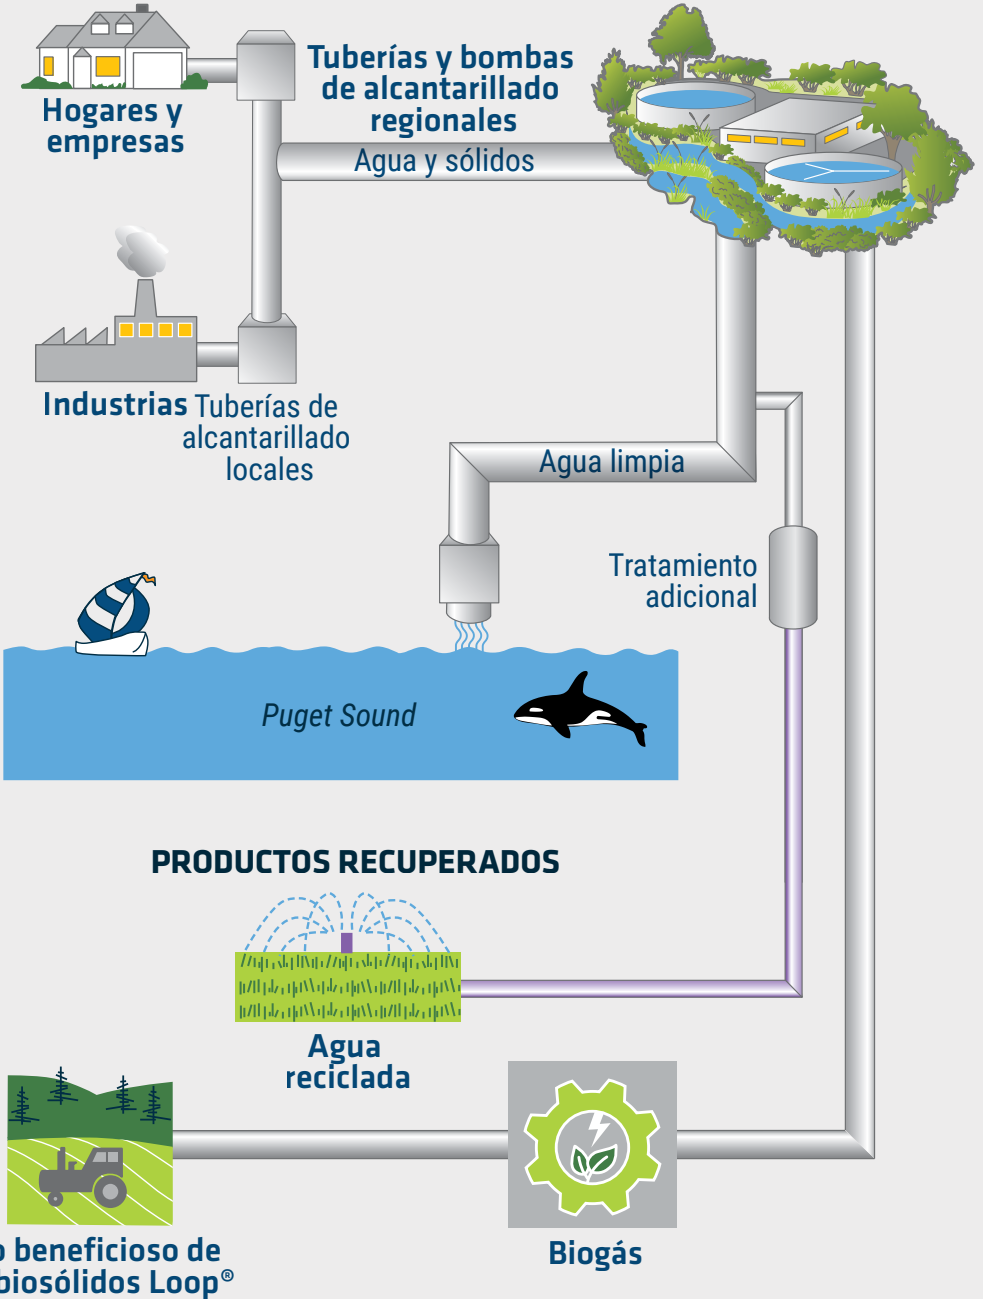 Hogares y
empresas
Tuberías y bombas
de alcantarillado
regionales
Agua y sólidos
Industrias
Tuberías de
alcantarillado
locales
Agua limpia
Tratamiento
adicional
Puget Sound
PRODUCTOS RECUPERADOS
Agua
reciclada
Biogás
beneficioso de
biosólidos Loop®